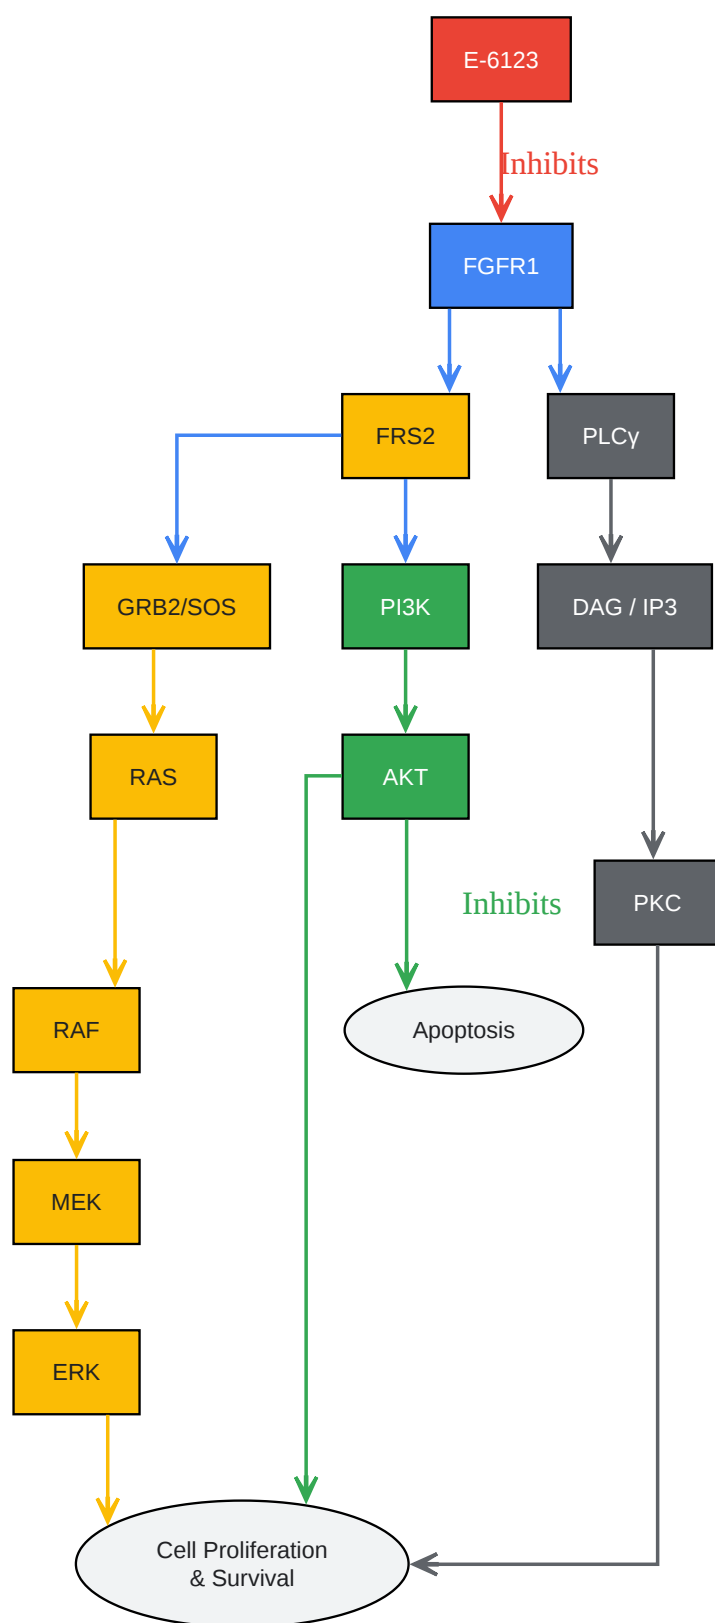 E-6123
Inhibits
FGFR1
FRS2
PLCγ
GRB2/SOS
PI3K
DAG / IP3
RAS
AKT
Inhibits
PKC
RAF
Apoptosis
MEK
ERK
Cell Proliferation
& Survival